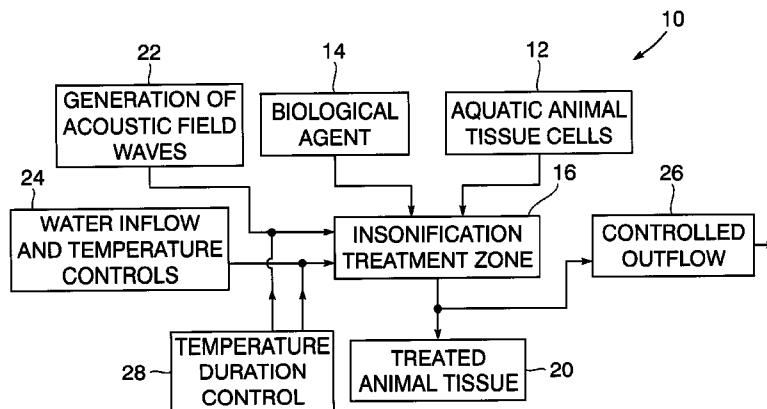 10
22
14
12
GENERATION OF
ACOUSTIC FIELD
WAVES
BIOLOGICAL
AGENT
AQUATIC ANIMAL
TISSUE CELLS
24
16
26
WATER INFLOW
AND TEMPERATURE
CONTROLS
INSONIFICATION
TREATMENT ZONE
CONTROLLED
OUTFLOW
28
TEMPERATURE
DURATION
CONTROL
TREATED
ANIMAL TISSUE
20